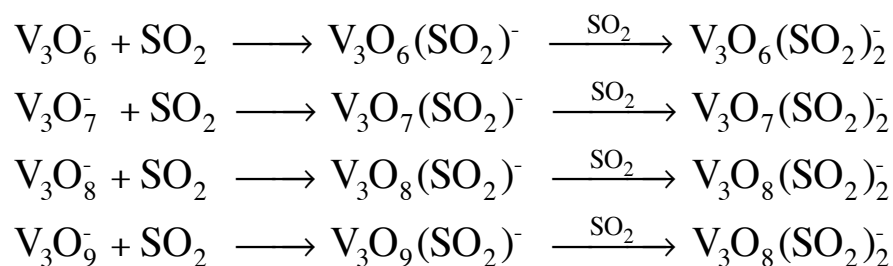 V₃O₆⁻ + SO₂ ⟶ V₃O₆(SO₂)⁻ —SO₂⟶ V₃O₆(SO₂)₂⁻
V₃O₇⁻ + SO₂ ⟶ V₃O₇(SO₂)⁻ —SO₂⟶ V₃O₇(SO₂)₂⁻
V₃O₈⁻ + SO₂ ⟶ V₃O₈(SO₂)⁻ —SO₂⟶ V₃O₈(SO₂)₂⁻
V₃O₉⁻ + SO₂ ⟶ V₃O₉(SO₂)⁻ —SO₂⟶ V₃O₈(SO₂)₂⁻